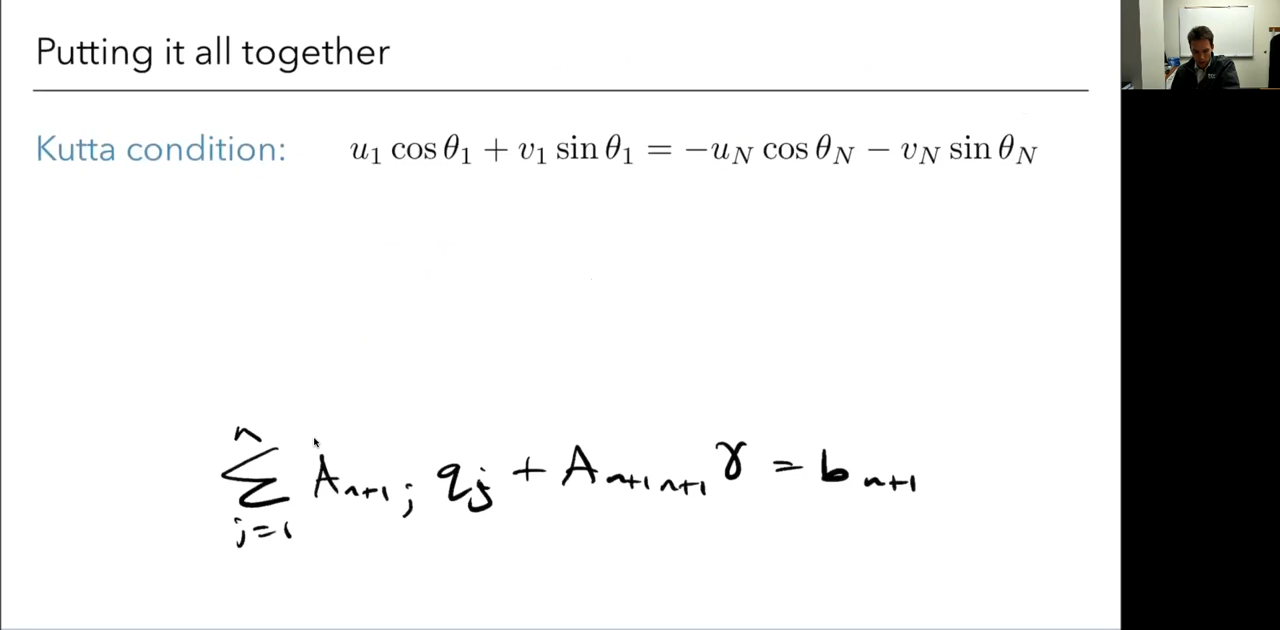 Putting it all together
Kutta condition: u₁ cos θ₁ + v₁ sin θ₁ = −u_N cos θ_N − v_N sin θ_N
∑_{j=1}^{n} A_{n+1 j} q_j + A_{n+1 n+1} γ = b_{n+1}